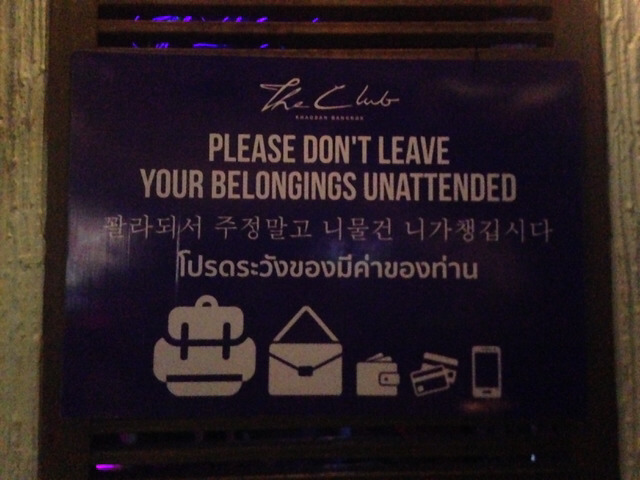 The Club
KHAOSAN BANGKOK
PLEASE DON'T LEAVE
YOUR BELONGINGS UNATTENDED
꽐라되서 주정말고 니물건 니가챙깁시다
โปรดระวังของมีค่าของท่าน